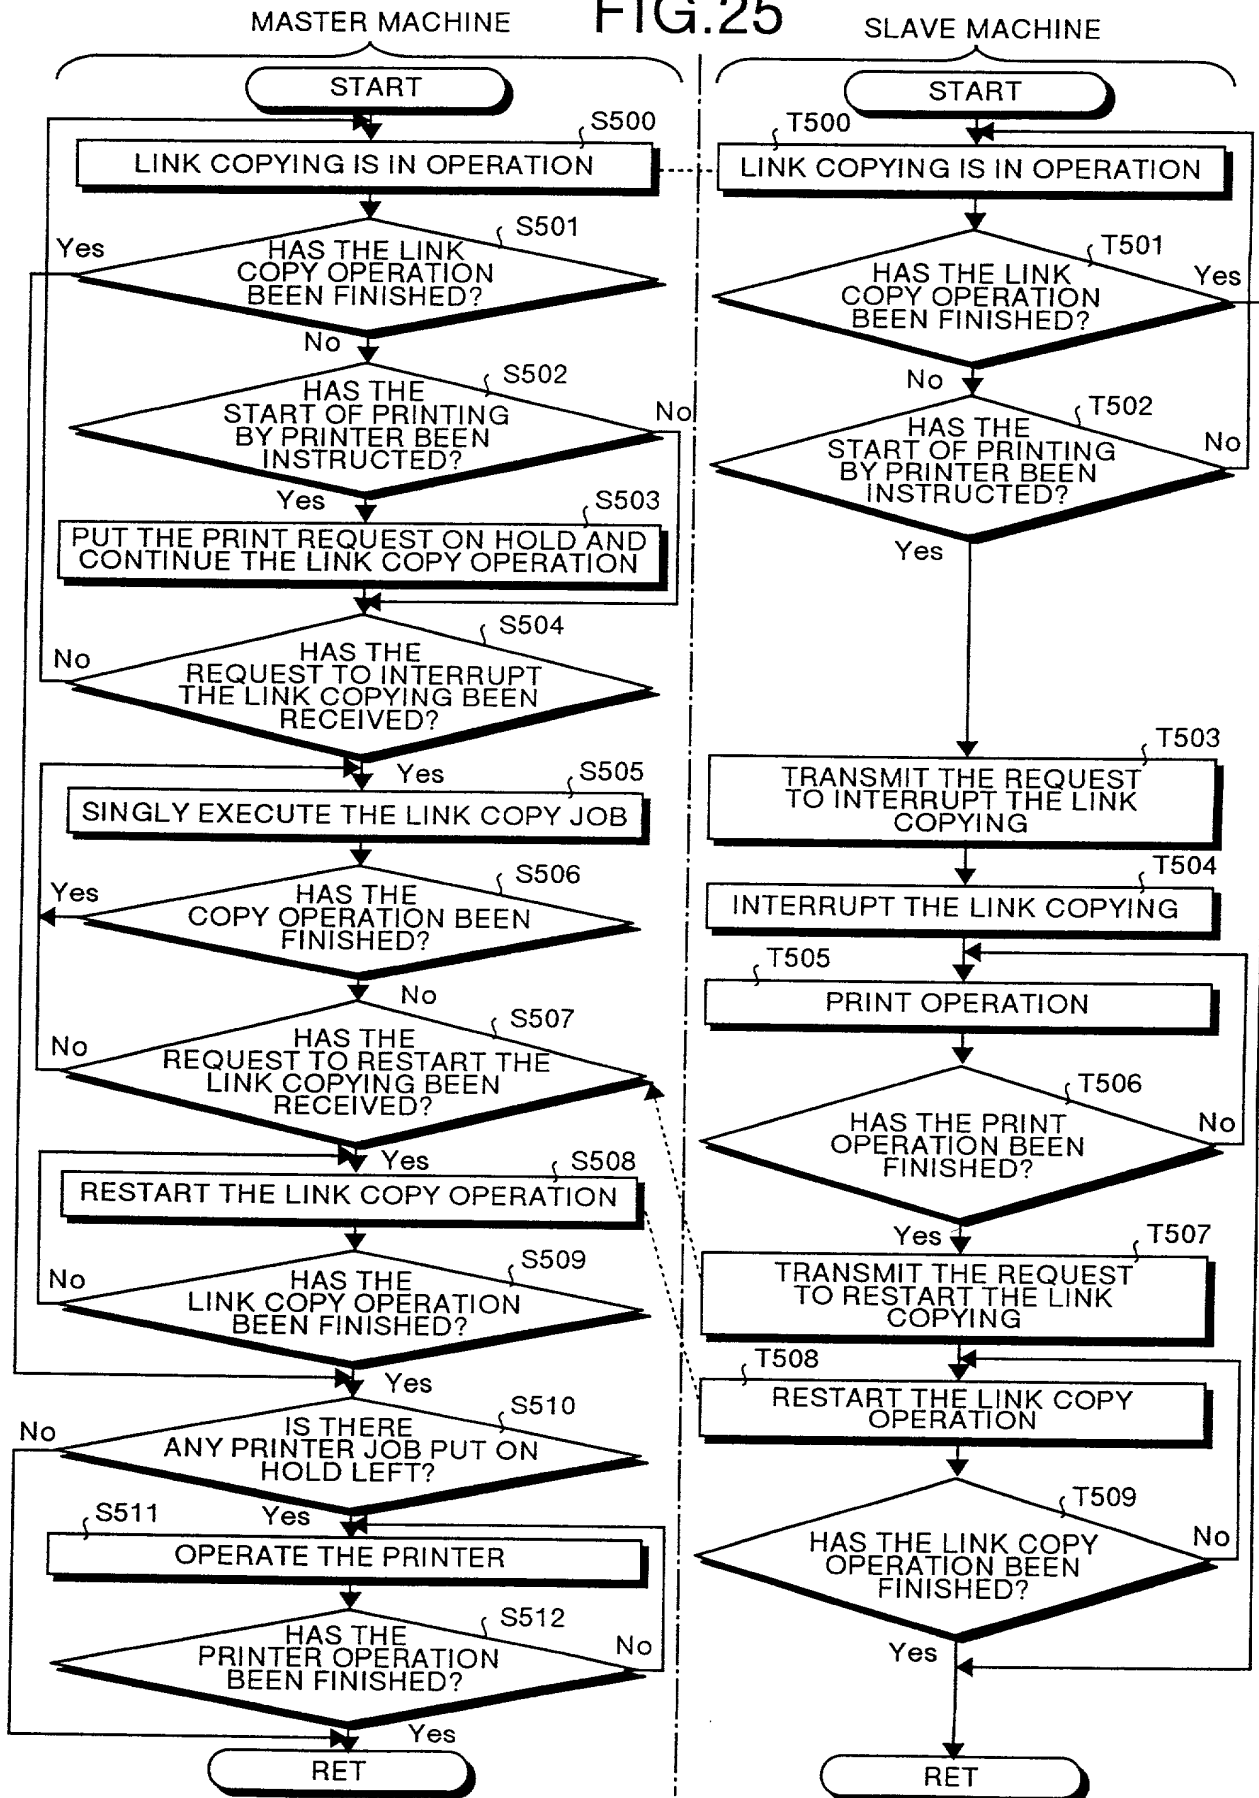 FIG.25
MASTER MACHINE
START
S500
LINK COPYING IS IN OPERATION
S501
HAS THE LINK
COPY OPERATION
BEEN FINISHED?
Yes
No
S502
HAS THE
START OF PRINTING
BY PRINTER BEEN
INSTRUCTED?
No
Yes
S503
PUT THE PRINT REQUEST ON HOLD AND
CONTINUE THE LINK COPY OPERATION
S504
HAS THE
REQUEST TO INTERRUPT
THE LINK COPYING BEEN
RECEIVED?
No
Yes
S505
SINGLY EXECUTE THE LINK COPY JOB
S506
HAS THE
COPY OPERATION BEEN
FINISHED?
Yes
No
S507
HAS THE
REQUEST TO RESTART THE
LINK COPYING BEEN
RECEIVED?
No
Yes
S508
RESTART THE LINK COPY OPERATION
S509
HAS THE
LINK COPY OPERATION
BEEN FINISHED?
No
Yes
S510
IS THERE
ANY PRINTER JOB PUT ON
HOLD LEFT?
No
Yes
S511
OPERATE THE PRINTER
S512
HAS THE
PRINTER OPERATION
BEEN FINISHED?
No
Yes
RET
SLAVE MACHINE
START
T500
LINK COPYING IS IN OPERATION
T501
HAS THE LINK
COPY OPERATION
BEEN FINISHED?
Yes
No
T502
HAS THE
START OF PRINTING
BY PRINTER BEEN
INSTRUCTED?
No
Yes
T503
TRANSMIT THE REQUEST
TO INTERRUPT THE LINK
COPYING
T504
INTERRUPT THE LINK COPYING
T505
PRINT OPERATION
T506
HAS THE PRINT
OPERATION BEEN
FINISHED?
No
Yes
T507
TRANSMIT THE REQUEST
TO RESTART THE LINK
COPYING
T508
RESTART THE LINK COPY
OPERATION
T509
HAS THE LINK COPY
OPERATION BEEN
FINISHED?
No
Yes
RET